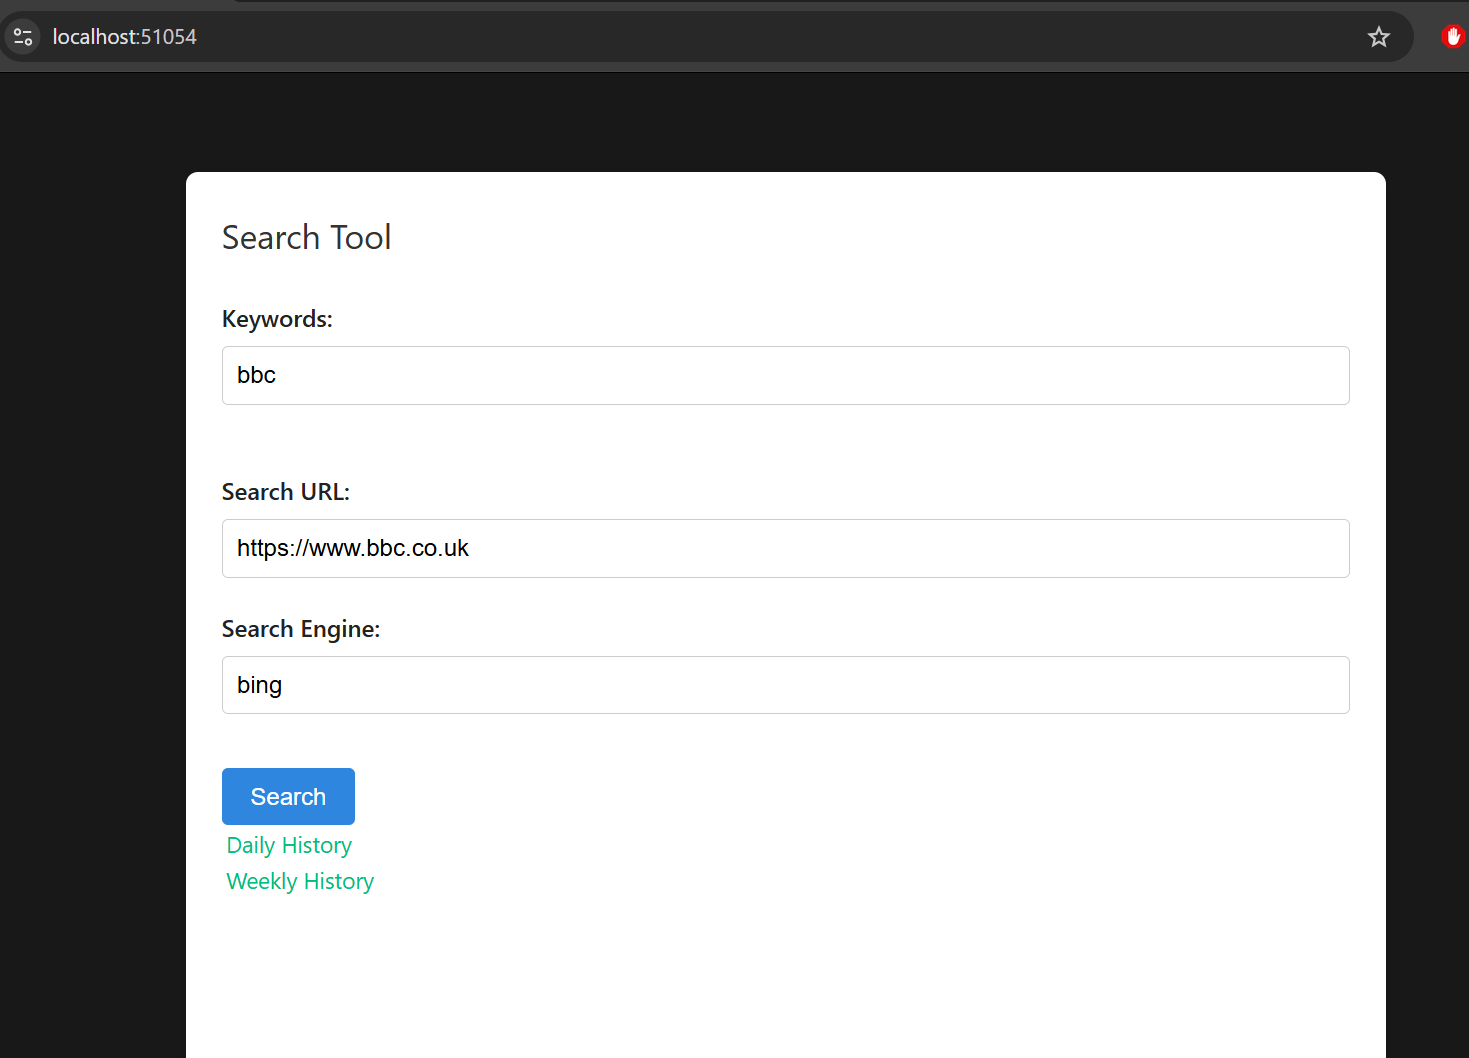 localhost:51054
Search Tool
Keywords:
bbc
Search URL:
https://www.bbc.co.uk
Search Engine:
bing
Search
Daily History
Weekly History